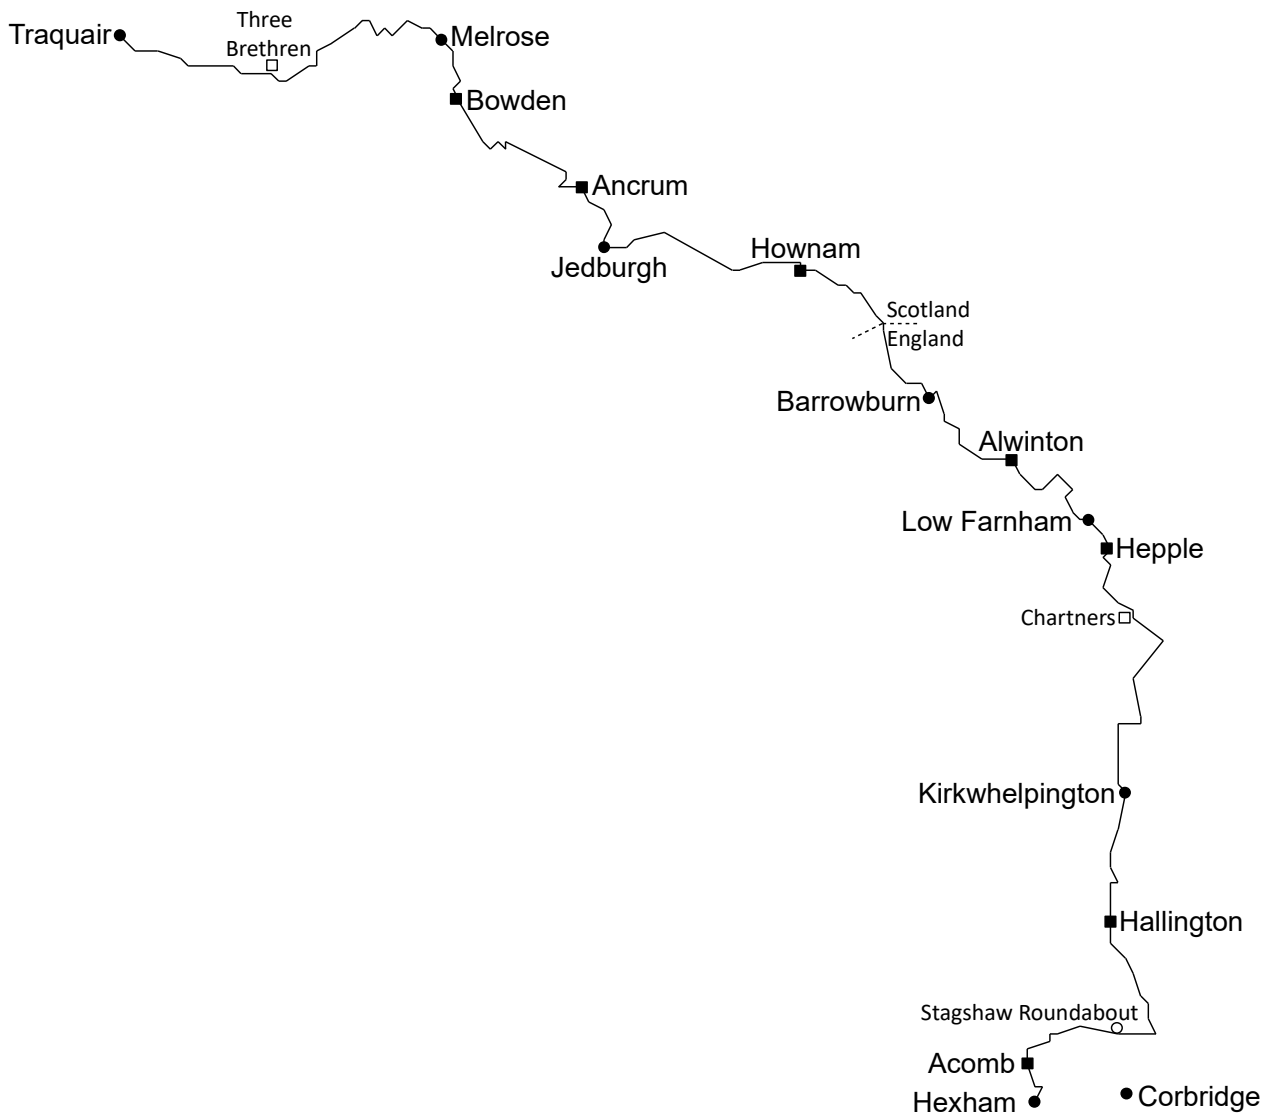 Traquair
Three
Brethren
Melrose
Bowden
Ancrum
Jedburgh
Hownam
Scotland
England
Barrowburn
Alwinton
Low Farnham
Hepple
Chartners
Kirkwhelpington
Hallington
Stagshaw Roundabout
Acomb
Hexham
Corbridge